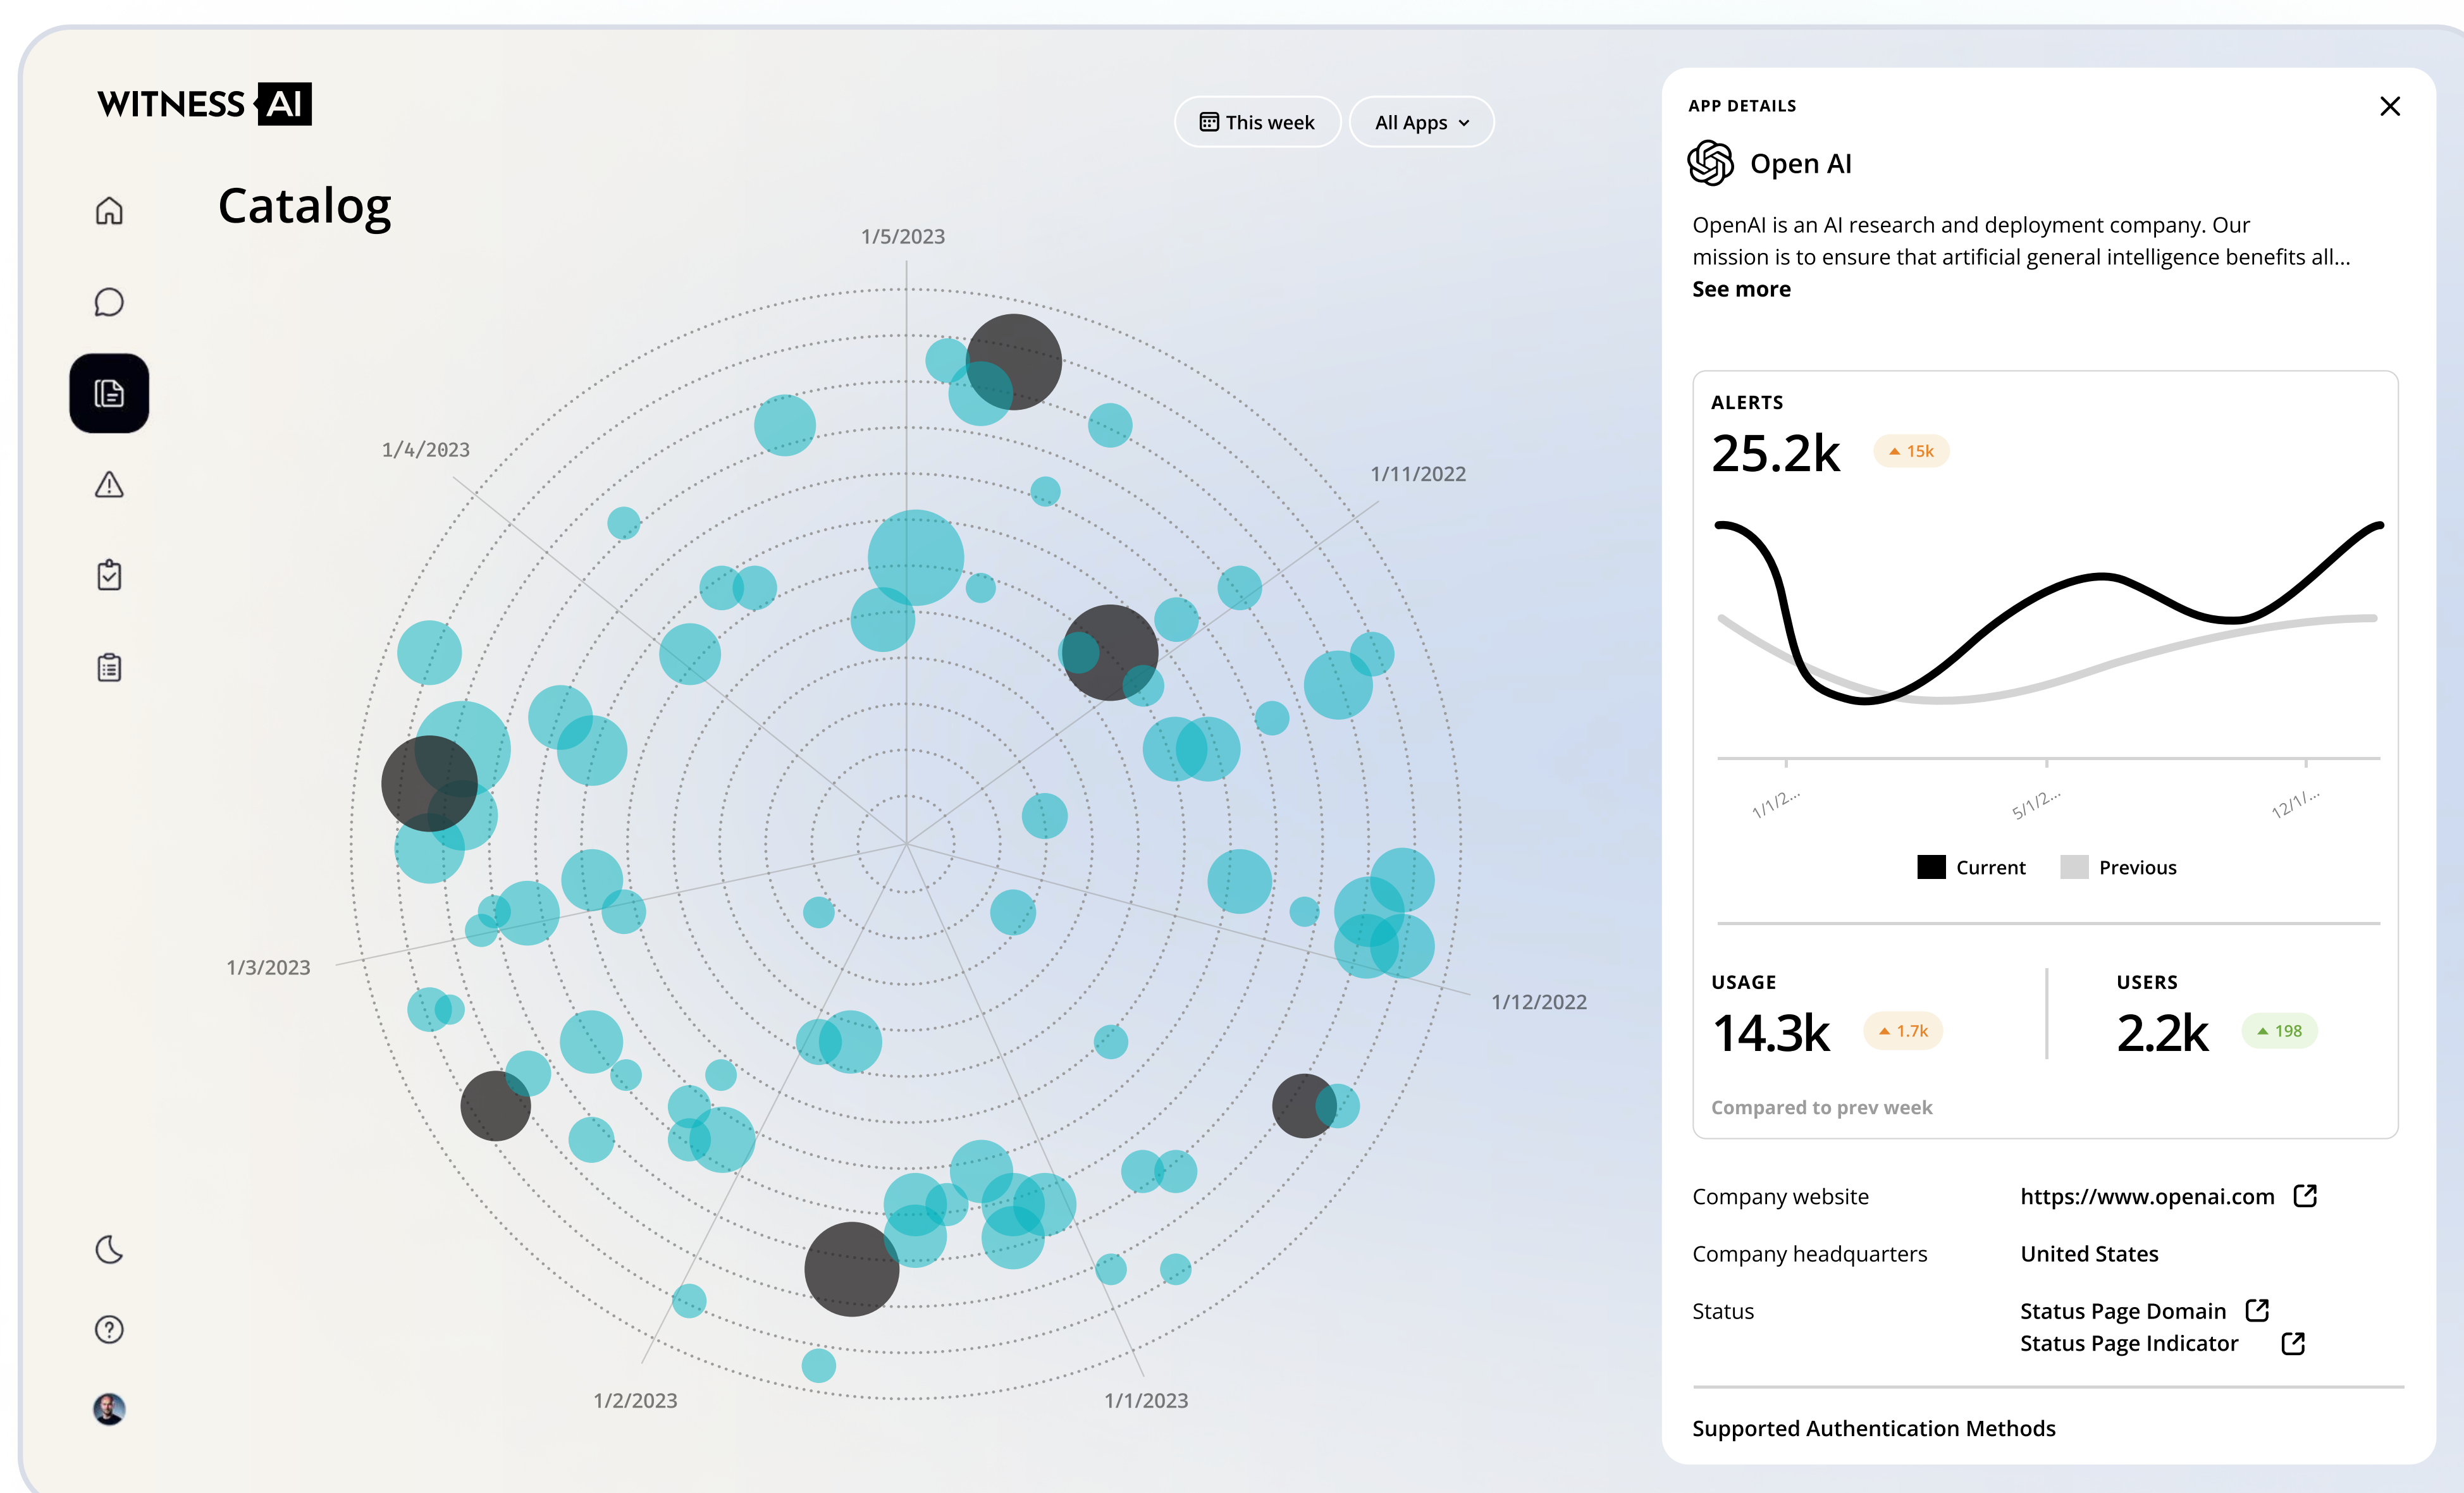 WITNESS AI
This week
All Apps
Catalog
1/5/2023
1/4/2023
1/11/2022
1/3/2023
1/12/2022
1/2/2023
1/1/2023
APP DETAILS
Open AI
OpenAI is an AI research and deployment company. Our
mission is to ensure that artificial general intelligence benefits all...
See more
ALERTS
25.2k
15k
1/1/2...
5/1/2...
12/1/...
Current
Previous
USAGE
14.3k
1.7k
USERS
2.2k
198
Compared to prev week
Company website
https://www.openai.com
Company headquarters
United States
Status
Status Page Domain
Status Page Indicator
Supported Authentication Methods